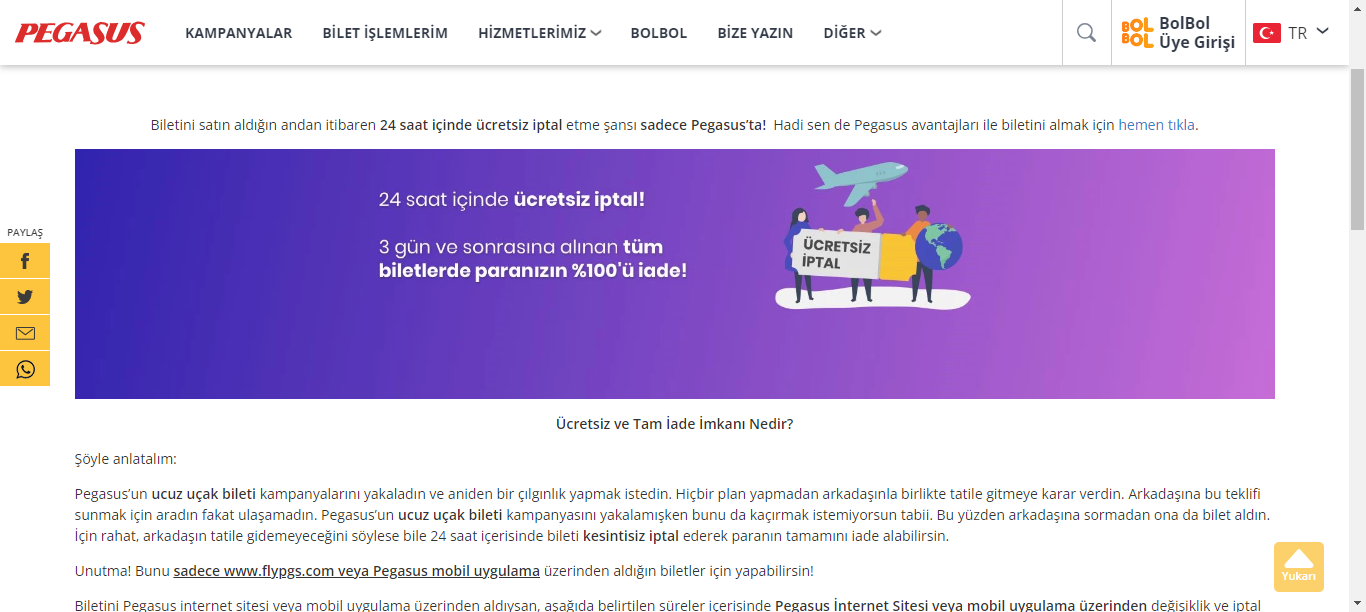 PEGASUS
KAMPANYALAR
BİLET İŞLEMLERİM
HİZMETLERİMİZ
BOLBOL
BİZE YAZIN
DİĞER
BOL
BOL
BolBol
Üye Girişi
TR
Biletini satın aldığın andan itibaren 24 saat içinde ücretsiz iptal etme şansı sadece Pegasus’ta! Hadi sen de Pegasus avantajları ile biletini almak için hemen tıkla.
24 saat içinde ücretsiz iptal!
3 gün ve sonrasına alınan tüm
biletlerde paranızın %100'ü iade!
ÜCRETSİZ
İPTAL
PAYLAŞ
Ücretsiz ve Tam İade İmkanı Nedir?
Şöyle anlatalım:
Pegasus’un ucuz uçak bileti kampanyalarını yakaladın ve aniden bir çılgınlık yapmak istedin. Hiçbir plan yapmadan arkadaşınla birlikte tatile gitmeye karar verdin. Arkadaşına bu teklifi
sunmak için aradın fakat ulaşamadın. Pegasus’un ucuz uçak bileti kampanyasını yakalamışken bunu da kaçırmak istemiyorsun tabii. Bu yüzden arkadaşına sormadan ona da bilet aldın.
İçin rahat, arkadaşın tatile gidemeyeceğini söylese bile 24 saat içerisinde bileti kesintisiz iptal ederek paranın tamamını iade alabilirsin.
Unutma! Bunu sadece www.flypgs.com veya Pegasus mobil uygulama üzerinden aldığın biletler için yapabilirsin!
Biletini Pegasus internet sitesi veya mobil uygulama üzerinden aldıysan, aşağıda belirtilen süreler içerisinde Pegasus İnternet Sitesi veya mobil uygulama üzerinden değişiklik ve iptal
Yukarı